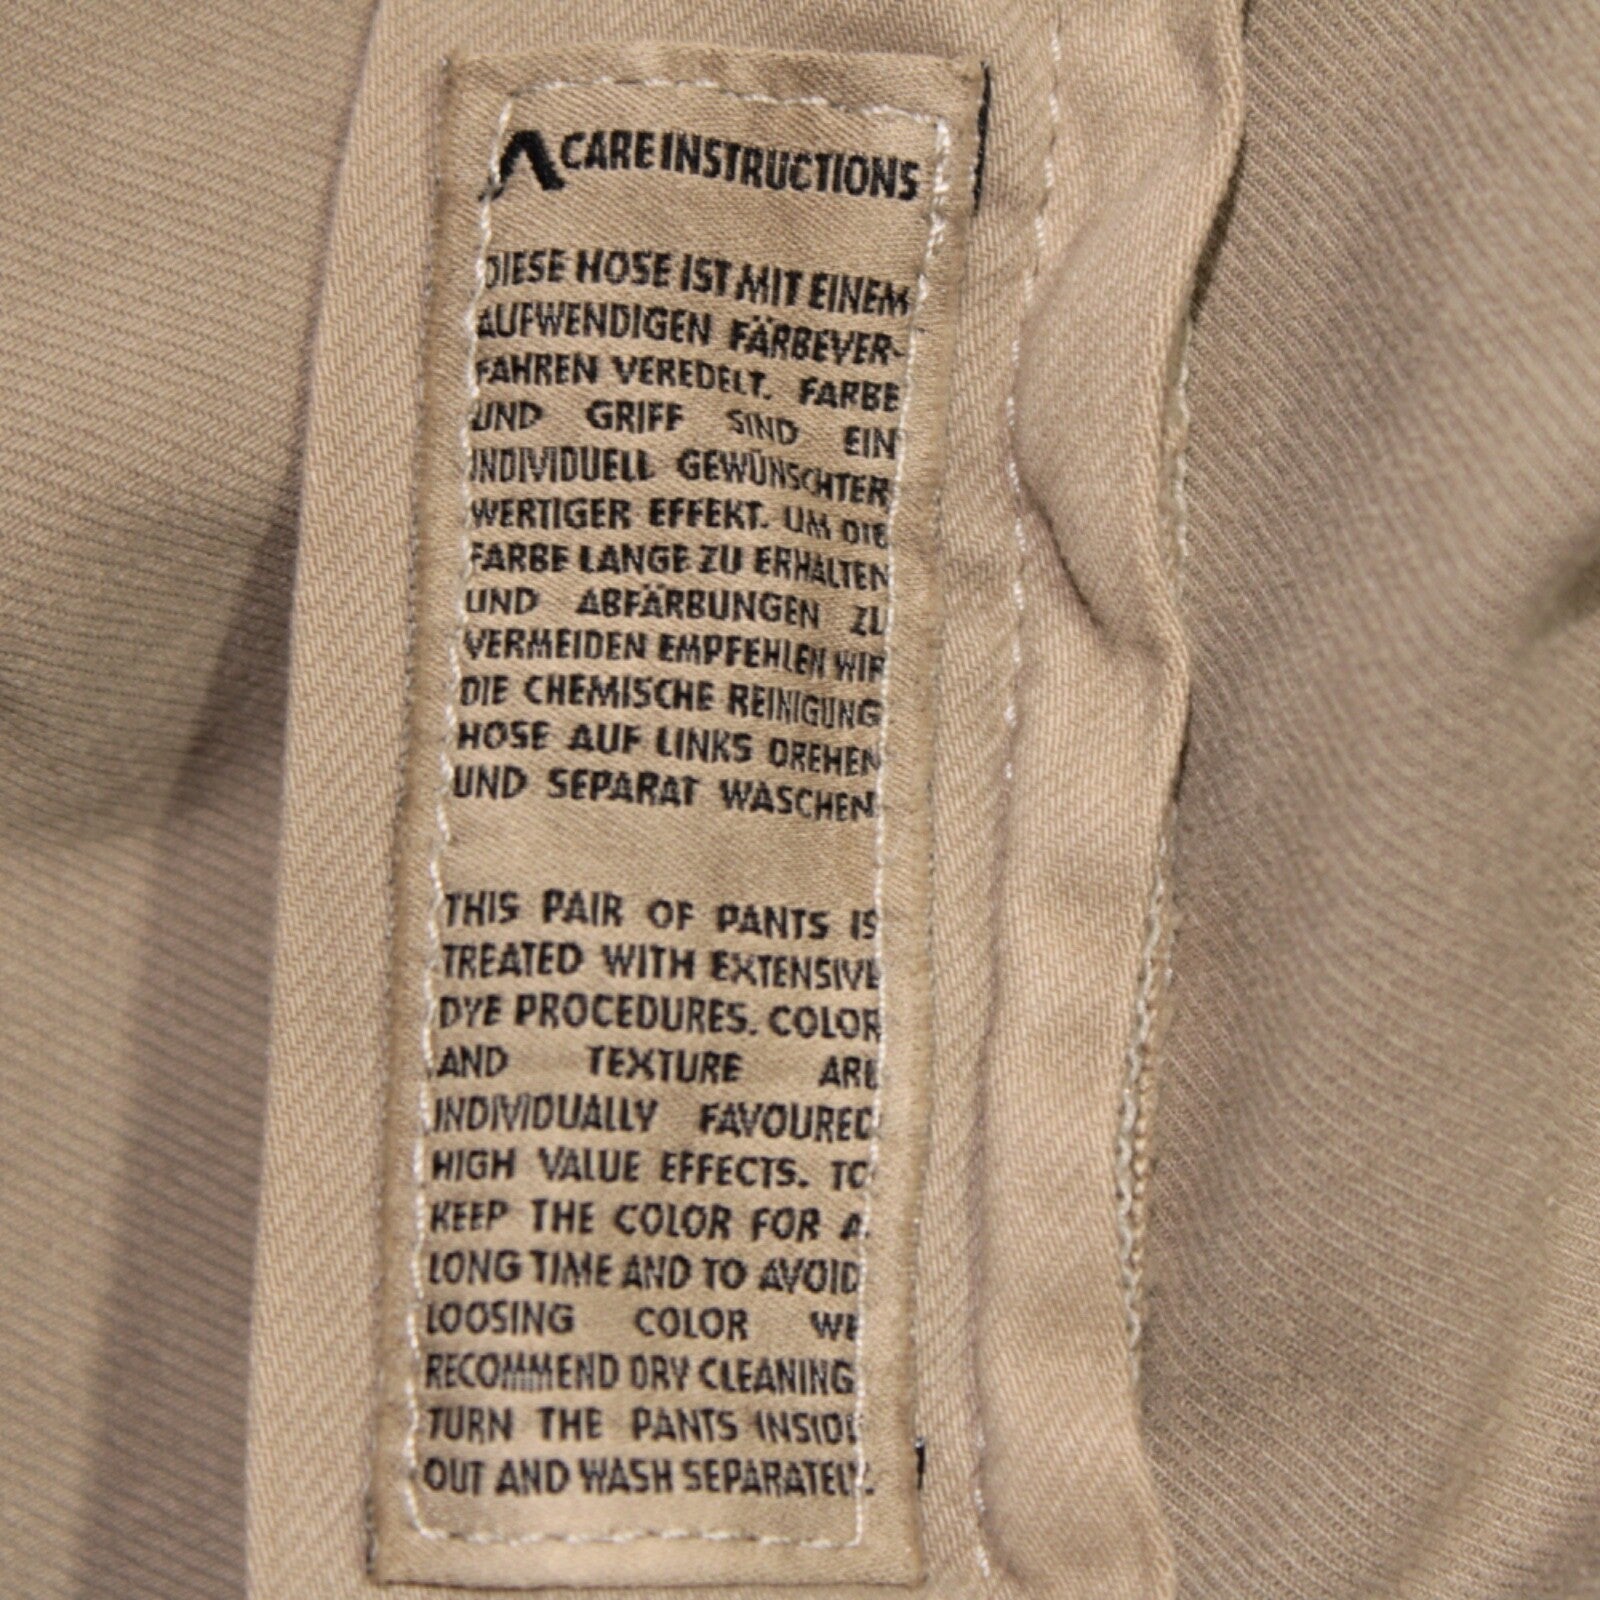 CARE INSTRUCTIONS
DIESE HOSE IST MIT EINEM
AUFWENDIGEN FÄRBEVER-
FAHREN VEREDELT. FARBE
UND GRIFF SIND EIN
INDIVIDUELL GEWÜNSCHTER
WERTIGER EFFEKT. UM DIE
FARBE LANGE ZU ERHALTEN
UND ABFÄRBUNGEN ZU
VERMEIDEN EMPFEHLEN WIR
DIE CHEMISCHE REINIGUNG
HOSE AUF LINKS DREHEN
UND SEPARAT WASCHEN.
THIS PAIR OF PANTS IS
TREATED WITH EXTENSIVE
DYE PROCEDURES. COLOR
AND TEXTURE ARE
INDIVIDUALLY FAVOURED
HIGH VALUE EFFECTS. TO
KEEP THE COLOR FOR A
LONG TIME AND TO AVOID
LOOSING COLOR WE
RECOMMEND DRY CLEANING
TURN THE PANTS INSIDE
OUT AND WASH SEPARATELY.